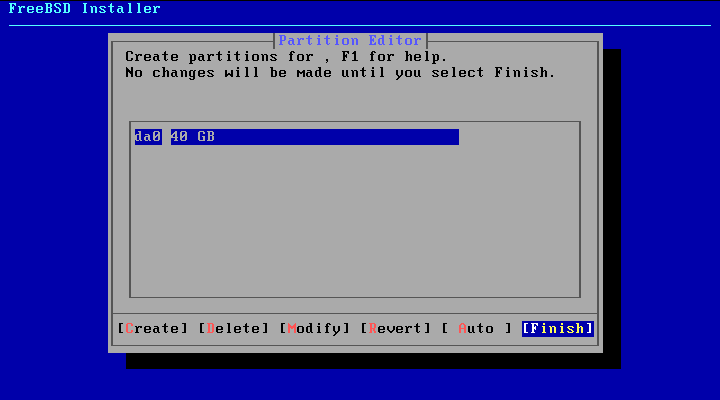 FreeBSD Installer
Partition Editor
Create partitions for , F1 for help.
No changes will be made until you select Finish.
da0 40 GB
[Create] [Delete] [Modify] [Revert] [ Auto ] [Finish]